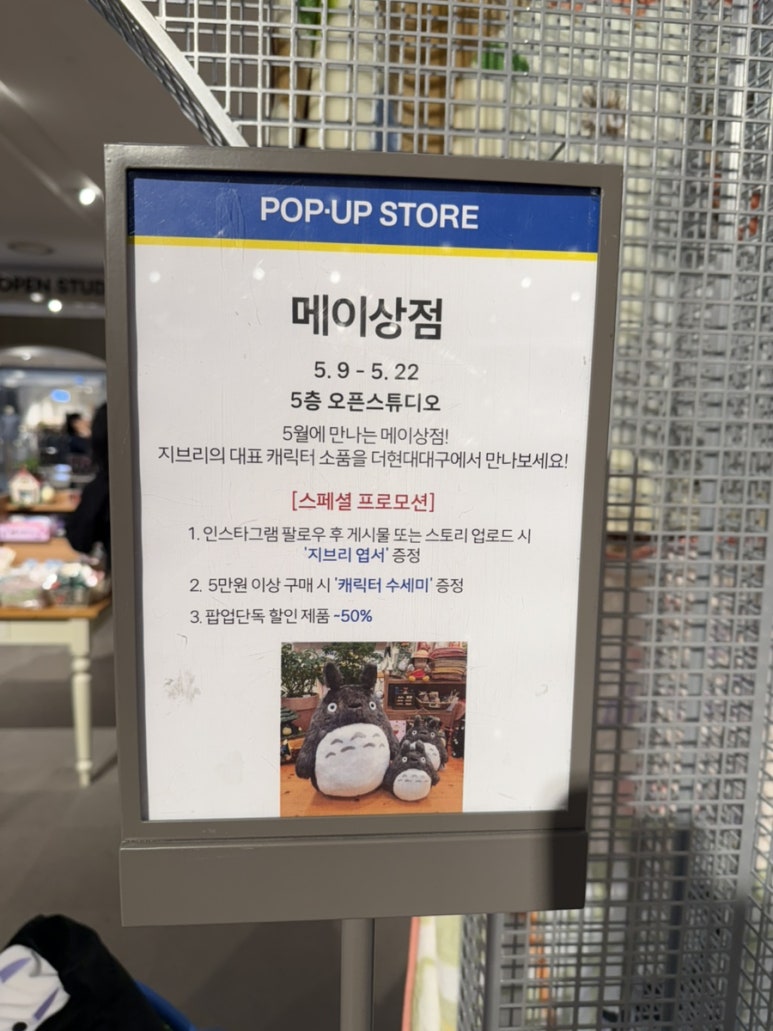 OPEN STUD
POP·UP STORE
메이상점
5. 9 - 5. 22
5층 오픈스튜디오
5월에 만나는 메이상점!
지브리의 대표 캐릭터 소품을 더현대대구에서 만나보세요!
[스페셜 프로모션]
1. 인스타그램 팔로우 후 게시물 또는 스토리 업로드 시
'지브리 엽서' 증정
2. 5만원 이상 구매 시 '캐릭터 수세미' 증정
3. 팝업단독 할인 제품 ~50%